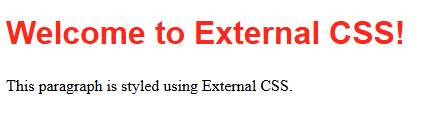 Welcome to External CSS!
This paragraph is styled using External CSS.